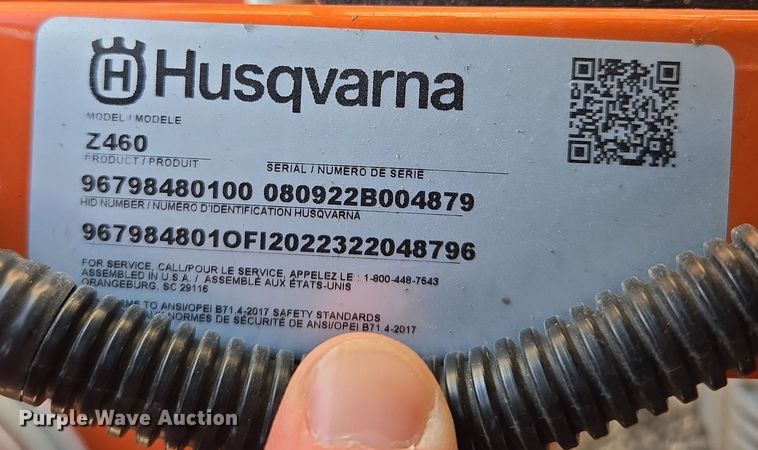 Husqvarna
MODEL / MODELE
Z460
PRODUCT / PRODUIT
SERIAL / NUMÉRO DE SERIE
96798480100 080922B004879
HID NUMBER / NUMÉRO D'IDENTIFICATION HUSQVARNA
967984801OFI2022322048796
FOR SERVICE, CALL/POUR LE SERVICE, APPELEZ LE : 1-800-448-7543
ASSEMBLED IN U.S.A. / ASSEMBLÉ AUX ÉTATS-UNIS
ORANGEBURG, SC 29116
TO ANSI/OPEI B71.4-2017 SAFETY STANDARDS
NORMES DE SÉCURITÉ DE ANSI/OPEI B71.4-2017
Purple Wave Auction